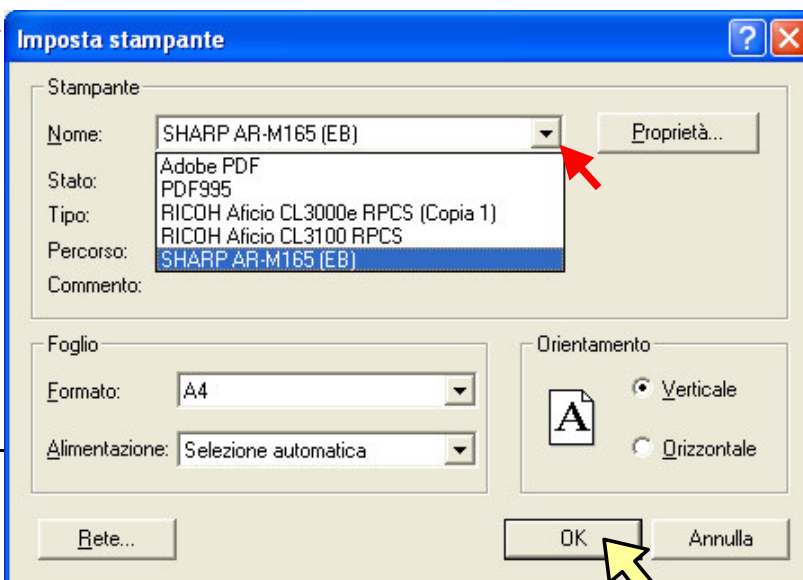 Imposta stampante
Stampante
Nome: SHARP AR-M165 (EB) Proprietà...
Adobe PDF
Stato:
PDF995
Tipo: RICOH Aficio CL3000e RPCS (Copia 1)
RICOH Aficio CL3100 RPCS
Percorso: SHARP AR-M165 (EB)
Commento:
Foglio Orientamento
Formato: A4 A Verticale
Alimentazione: Selezione automatica Orizzontale
Rete... OK Annulla